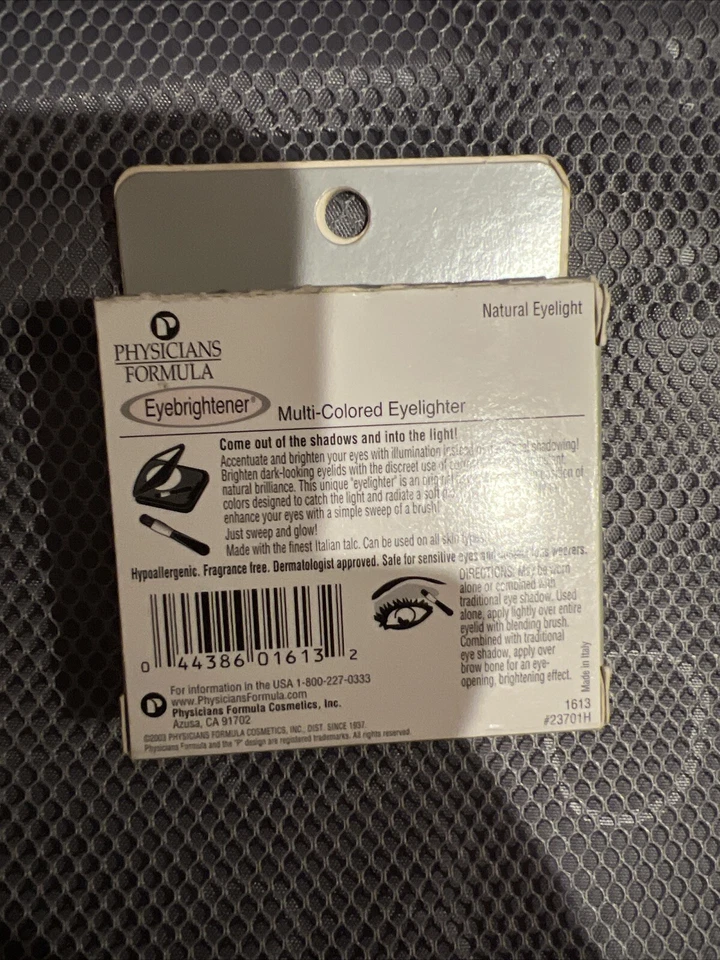 Natural Eyelight
PHYSICIANS
FORMULA
Eyebrightener® Multi-Colored Eyelighter
Come out of the shadows and into the light!
Accentuate and brighten your eyes with illumination instead shadowing!
Brighten dark-looking eyelids with the discreet use of
natural brilliance. This unique "eyelighter" is an of
colors designed to catch the light and radiate a soft
enhance your eyes with a simple sweep of a brush!
Just sweep and glow!
Made with the finest Italian talc. Can be used on all skin types.
Hypoallergenic. Fragrance free. Dermatologist approved. Safe for sensitive eyes and lens wearers.
DIRECTIONS: May be worn
alone or combined with
traditional eye shadow. Used
alone, apply lightly over entire
eyelid with blending brush.
Combined with traditional
eye shadow, apply over
brow bone for an eye-
opening, brightening effect.
Made in Italy
0 44386 01613 2
For information in the USA 1-800-227-0333
www.PhysiciansFormula.com
Physicians Formula Cosmetics, Inc.
Azusa, CA 91702
©2003 PHYSICIANS FORMULA COSMETICS, INC., DIST. SINCE 1937.
Physicians Formula and the "P" design are registered trademarks. All rights reserved.
1613
#23701H